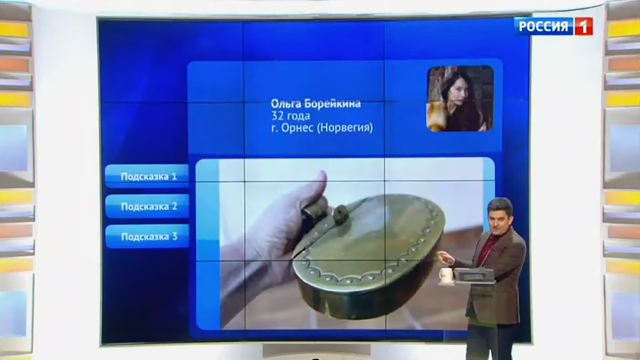 РОССИЯ 1
Ольга Борейкина
32 года
г. Орнес (Норвегия)
Подсказка 1
Подсказка 2
Подсказка 3